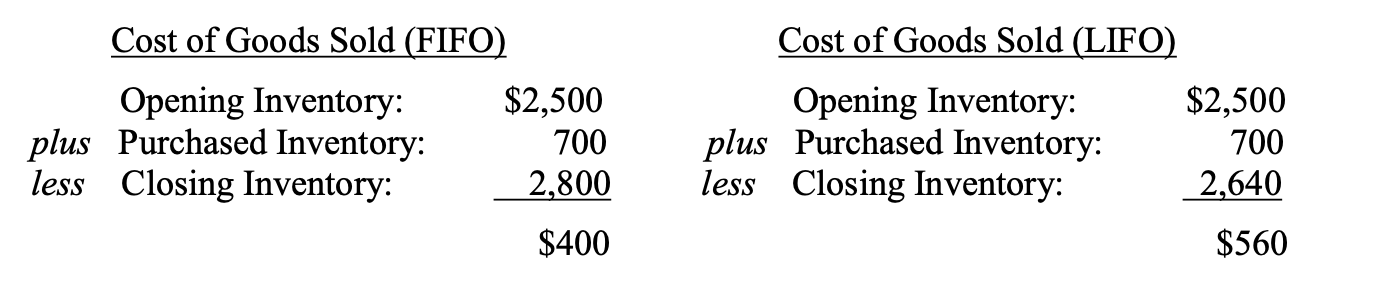 Cost of Goods Sold (FIFO)
Opening Inventory: $2,500
plus Purchased Inventory: 700
less Closing Inventory: 2,800
$400
Cost of Goods Sold (LIFO)
Opening Inventory: $2,500
plus Purchased Inventory: 700
less Closing Inventory: 2,640
$560